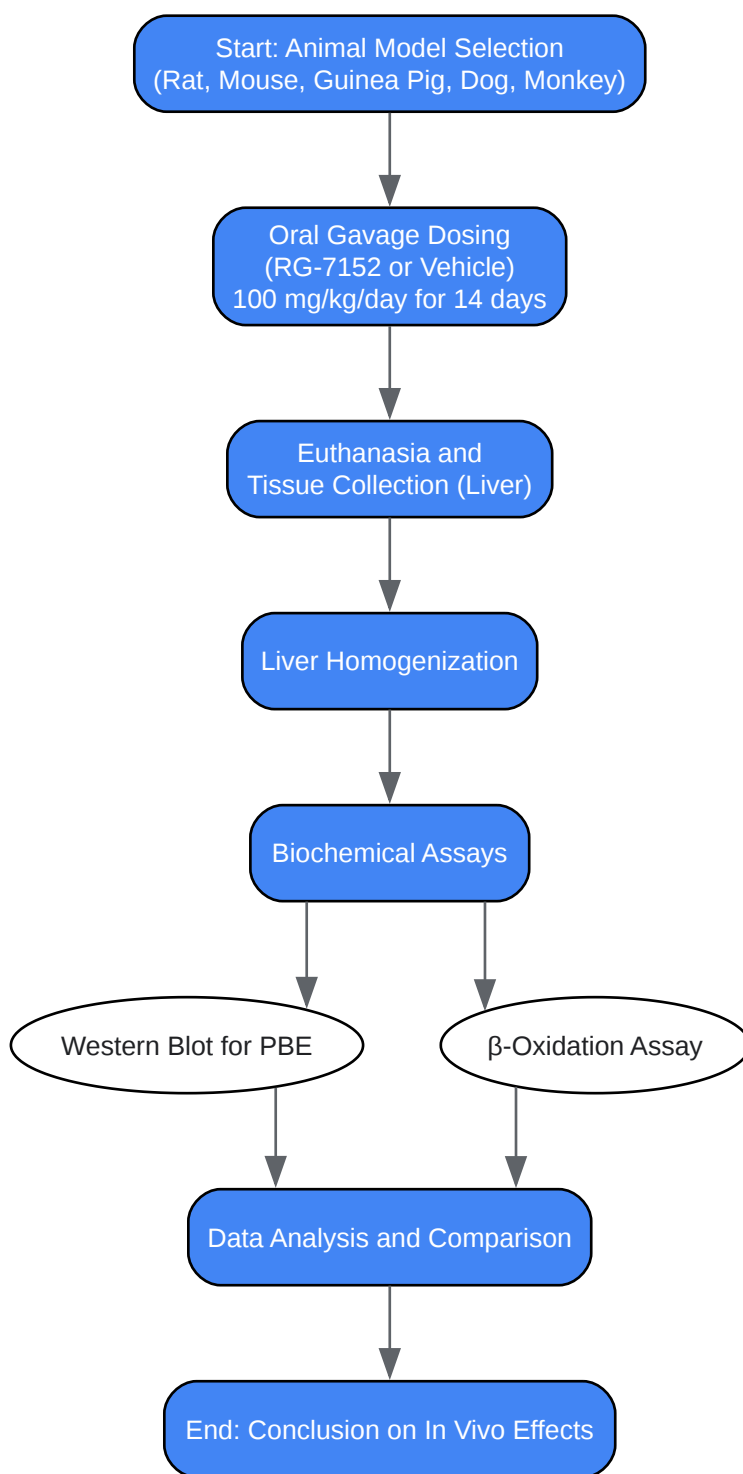 Start: Animal Model Selection
(Rat, Mouse, Guinea Pig, Dog, Monkey)
Oral Gavage Dosing
(RG-7152 or Vehicle)
100 mg/kg/day for 14 days
Euthanasia and
Tissue Collection (Liver)
Liver Homogenization
Biochemical Assays
Western Blot for PBE
β-Oxidation Assay
Data Analysis and Comparison
End: Conclusion on In Vivo Effects